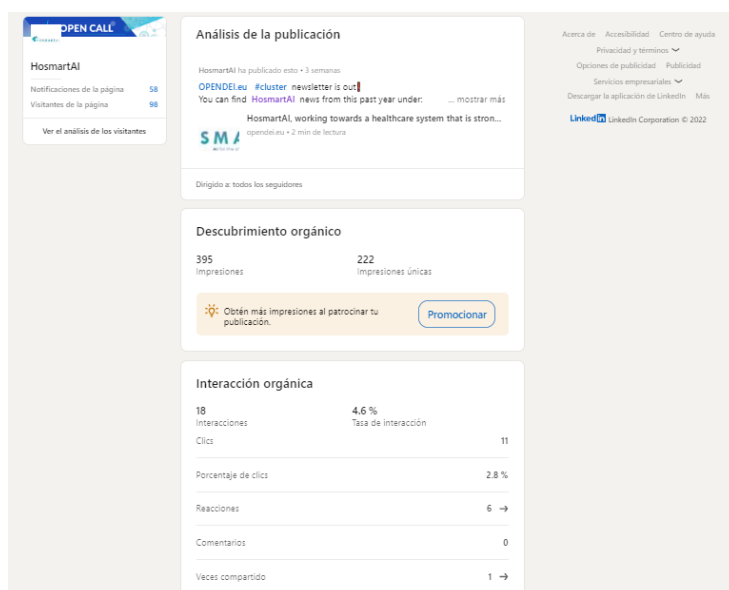 OPEN CALL
HosmartAI
Notificaciones de la página 58
Visitantes de la página 98
Ver el análisis de los visitantes
Análisis de la publicación
HosmartAI ha publicado esto • 3 semanas
OPENDEI.eu #cluster newsletter is out
You can find HosmartAI news from this past year under: ... mostrar más
SMA
HosmartAI, working towards a healthcare system that is stron...
opendei.eu • 2 min de lectura
Dirigido a: todos los seguidores
Descubrimiento orgánico
395 222
Impresiones Impresiones únicas
Obtén más impresiones al patrocinar tu
publicación.
Promocionar
Interacción orgánica
18 4.6 %
Interacciones Tasa de interacción
Clics 11
Porcentaje de clics 2.8 %
Reacciones 6 →
Comentarios 0
Veces compartido 1 →
Acerca de Accesibilidad Centro de ayuda
Privacidad y términos
Opciones de publicidad Publicidad
Servicios empresariales
Descargar la aplicación de LinkedIn Más
LinkedIn LinkedIn Corporation © 2022